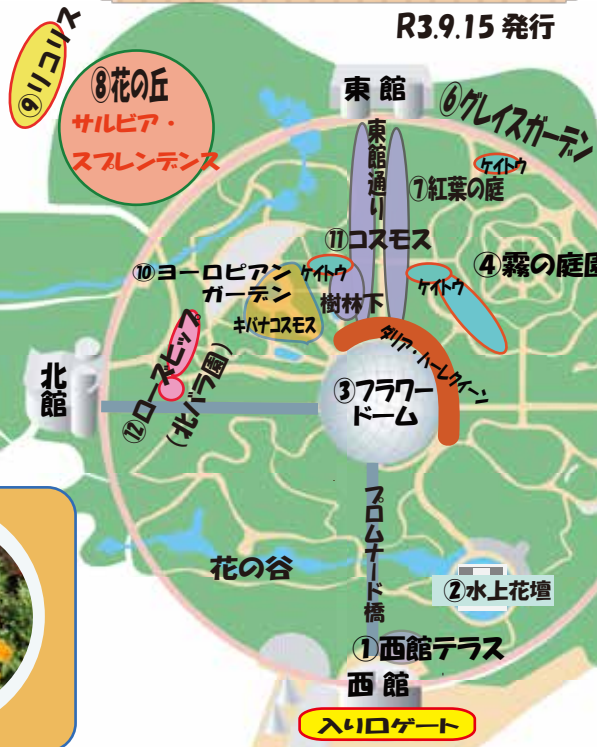 R3.9.15 発行
⑨リコリス
⑧花の丘
サルビア・
スプレンデンス
東館
⑥グレイスガーデン
東館通り
ケイトウ
⑦紅葉の庭
⑪コスモス
⑩ヨーロピアン
ガーデン
ケイトウ
④霧の庭園
ケイトウ
樹林下
キバナコスモス
ダリア・ハーレクイーン
北館
⑫ローズヒップ
(北バラ園)
③フラワー
ドーム
プロムナード橋
花の谷
②水上花壇
①西館テラス
西館
入り口ゲート